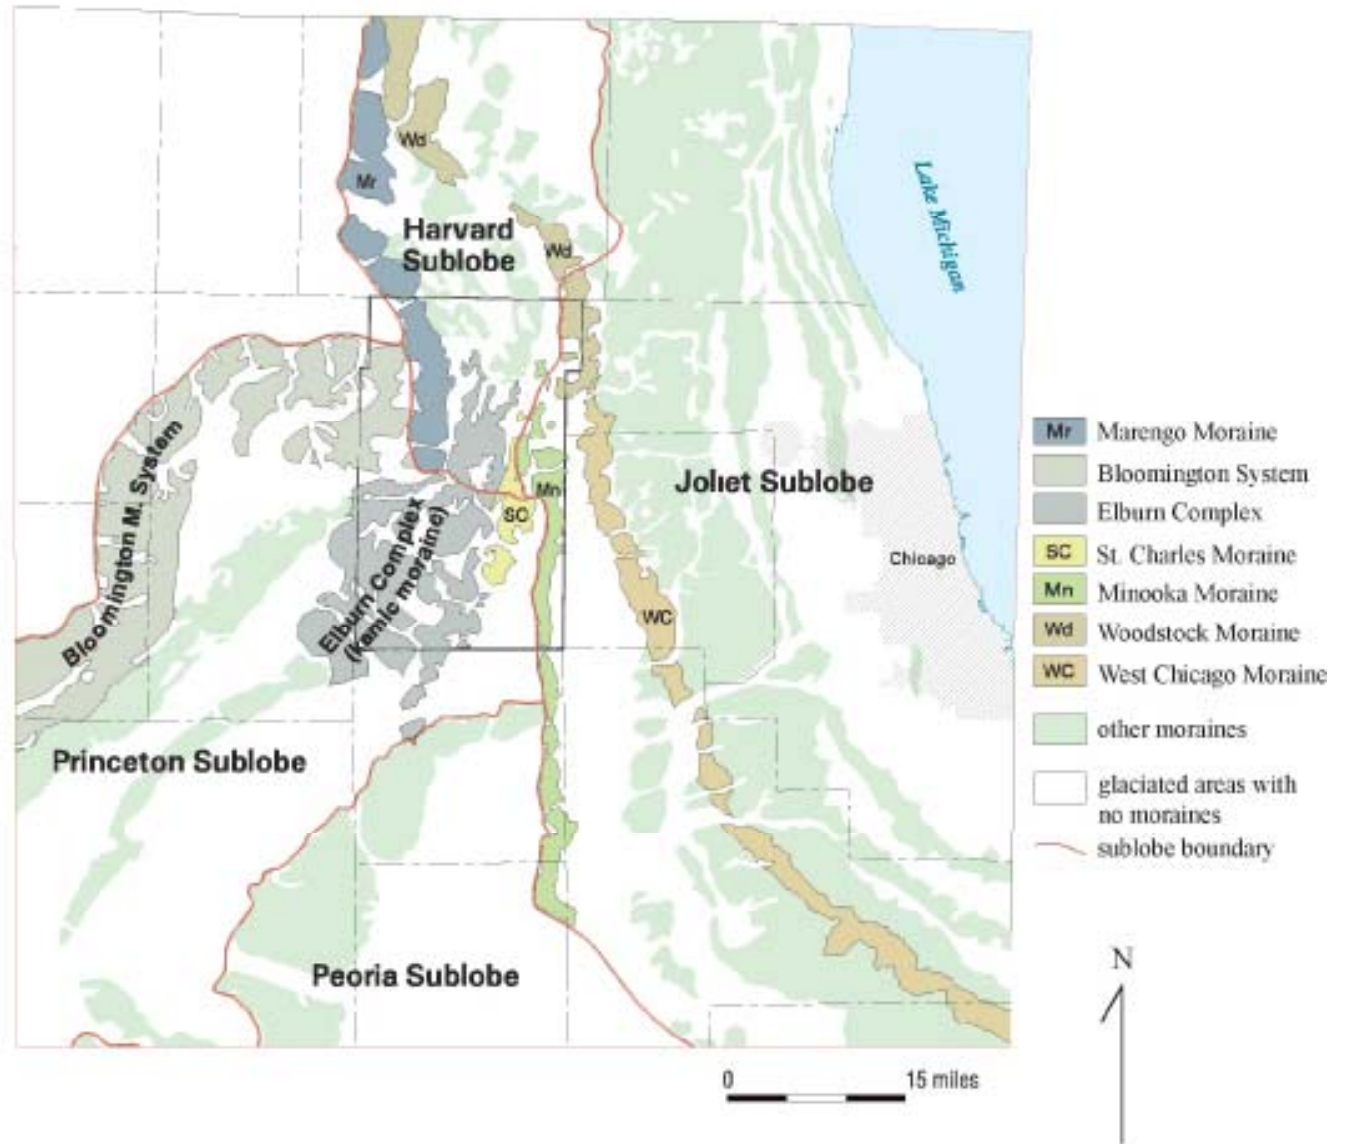 Wd
Mr
Harvard
Sublobe
Wd
Lake Michigan
Bloomington M. System
Elburn Complex
(kamic moraine)
SC
Mn
Joliet Sublobe
Chicago
WC
Princeton Sublobe
Peoria Sublobe
Mr Marengo Moraine
Bloomington System
Elburn Complex
SC St. Charles Moraine
Mn Minooka Moraine
Wd Woodstock Moraine
WC West Chicago Moraine
other moraines
glaciated areas with
no moraines
sublobe boundary
N
0 15 miles